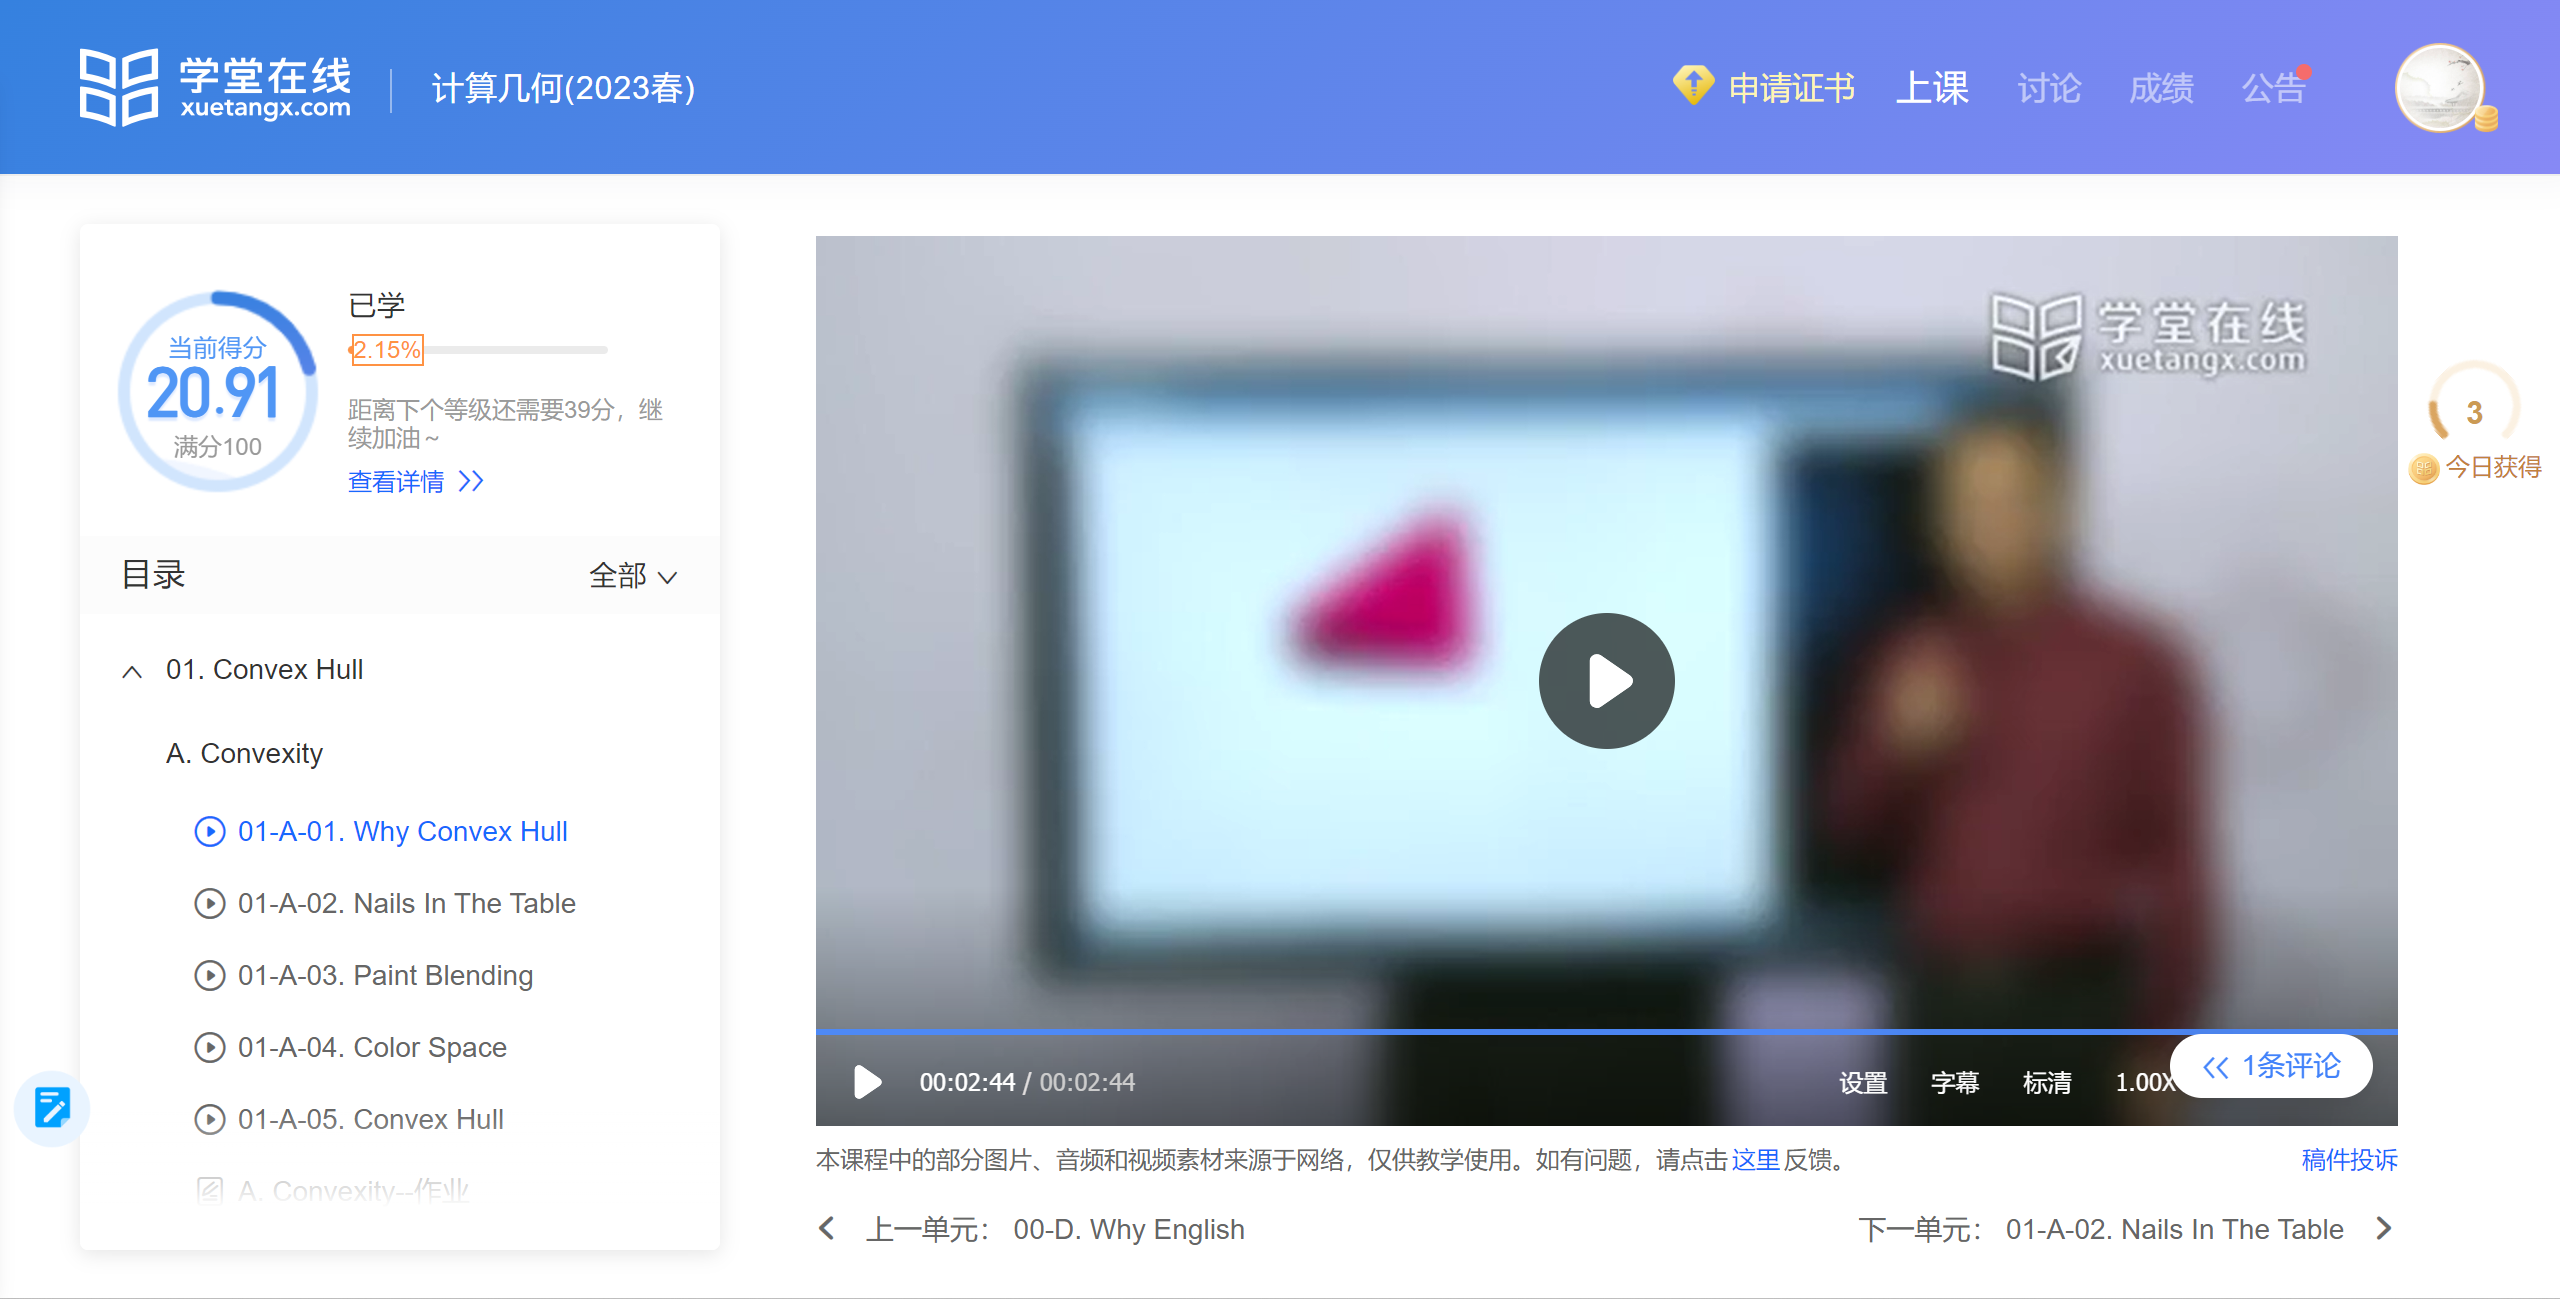 学堂在线
xuetangx.com
计算几何(2023春)
申请证书
上课
讨论
成绩
公告
当前得分
20.91
满分100
已学
2.15%
距离下个等级还需要39分，继
续加油～
查看详情
目录
全部
01. Convex Hull
A. Convexity
01-A-01. Why Convex Hull
01-A-02. Nails In The Table
01-A-03. Paint Blending
01-A-04. Color Space
01-A-05. Convex Hull
A. Convexity--作业
学堂在线
xuetangx.com
00:02:44 / 00:02:44
设置
字幕
标清
1.00X
1条评论
3
今日获得
本课程中的部分图片、音频和视频素材来源于网络，仅供教学使用。如有问题，请点击这里反馈。
稿件投诉
上一单元： 00-D. Why English
下一单元： 01-A-02. Nails In The Table